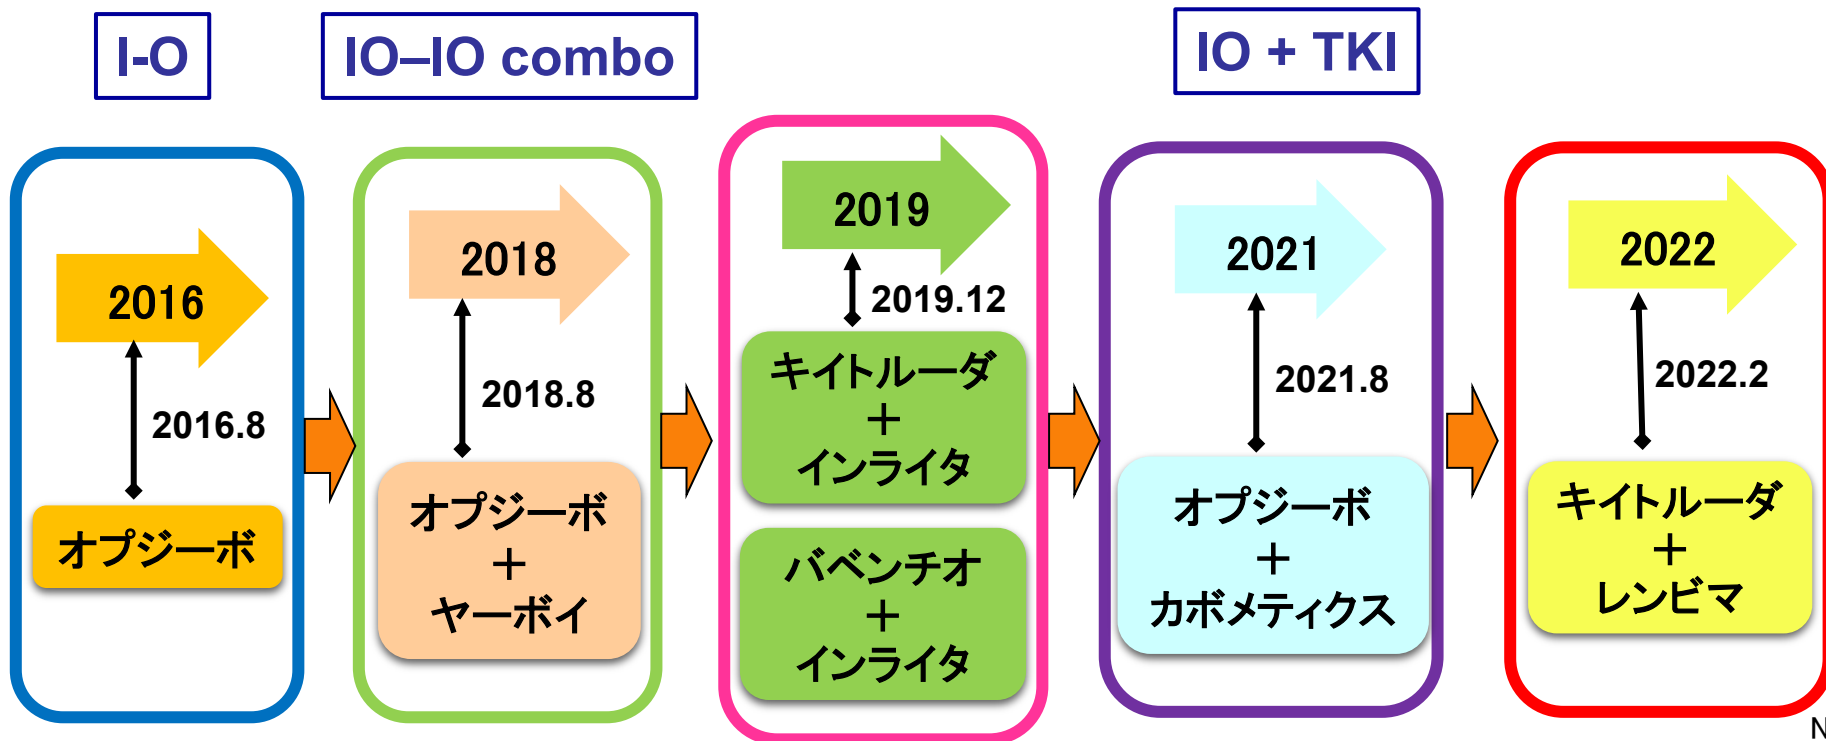 I-O
IO–IO combo
IO + TKI
2016
2016.8
オプジーボ
2018
2018.8
オプジーボ
＋
ヤーボイ
2019
2019.12
キイトルーダ
＋
インライタ
バベンチオ
＋
インライタ
2021
2021.8
オプジーボ
＋
カボメティクス
2022
2022.2
キイトルーダ
＋
レンビマ
N